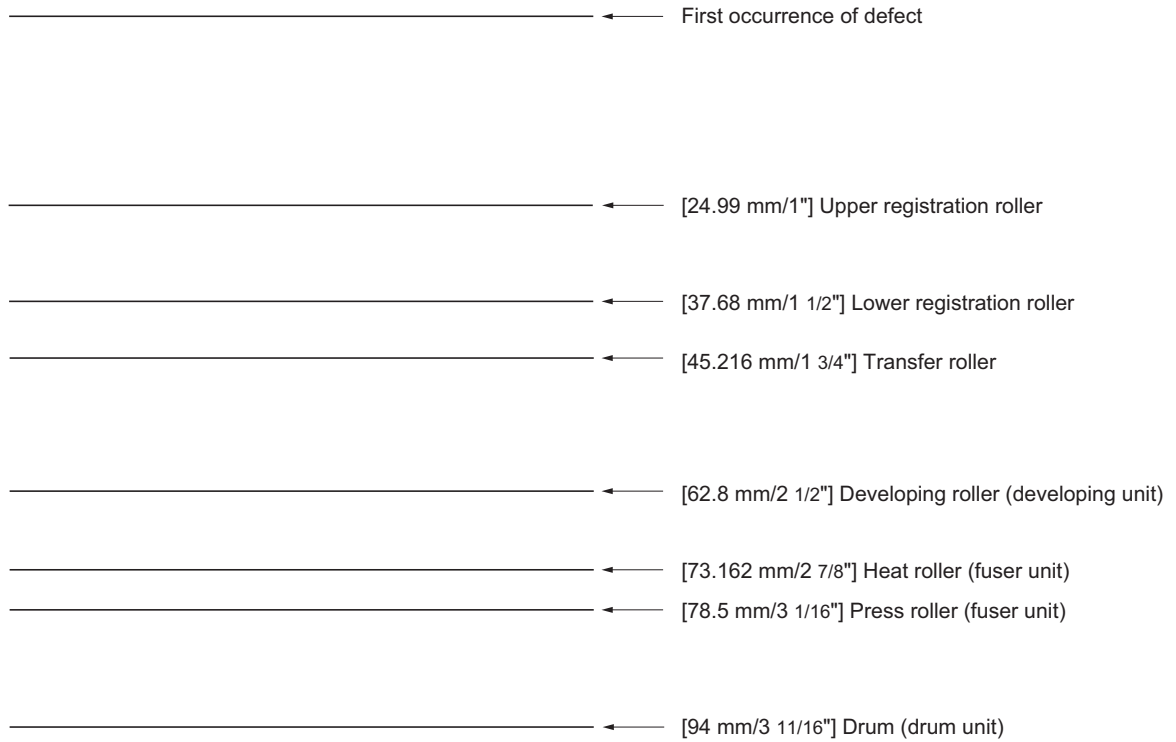 First occurrence of defect
[24.99 mm/1"] Upper registration roller
[37.68 mm/1 1/2"] Lower registration roller
[45.216 mm/1 3/4"] Transfer roller
[62.8 mm/2 1/2"] Developing roller (developing unit)
[73.162 mm/2 7/8"] Heat roller (fuser unit)
[78.5 mm/3 1/16"] Press roller (fuser unit)
[94 mm/3 11/16"] Drum (drum unit)